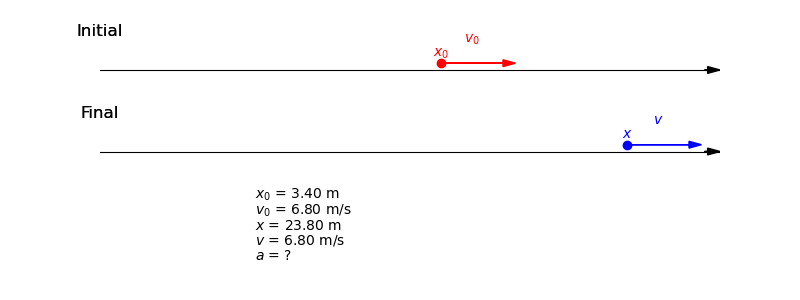 Initial
v₀
x₀
Final
v
x
x₀ = 3.40 m
v₀ = 6.80 m/s
x = 23.80 m
v = 6.80 m/s
a = ?